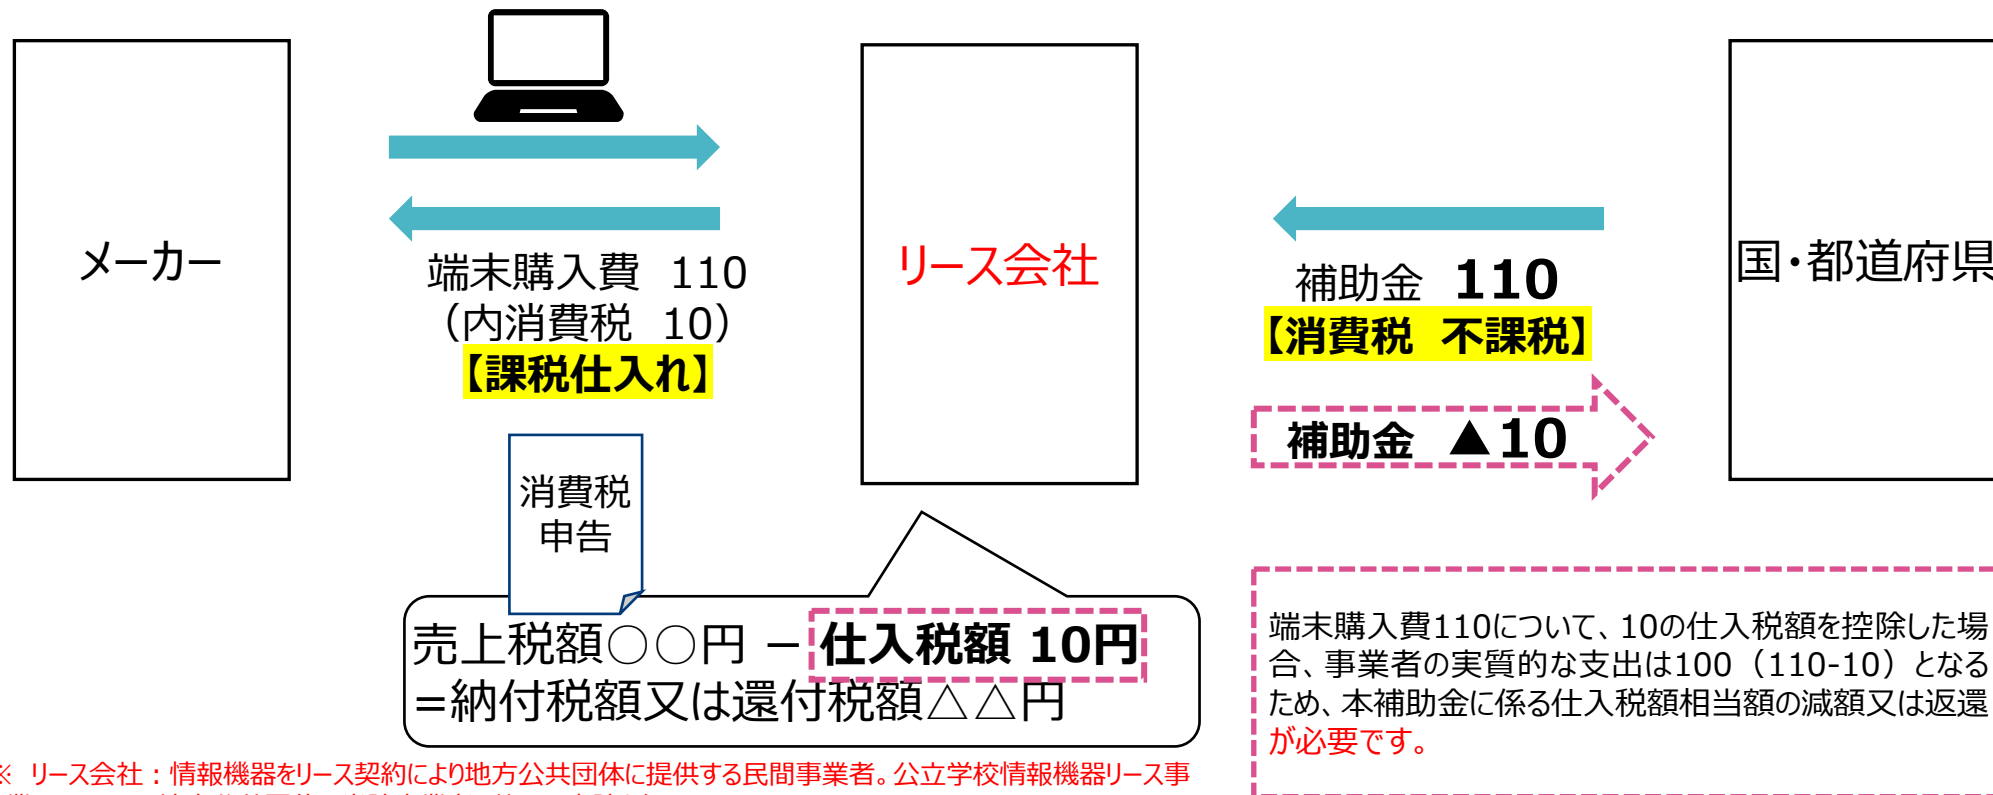 メーカー
端末購入費 110
（内消費税 10）
【課税仕入れ】
リース会社
補助金 110
【消費税 不課税】
補助金 ▲10
国・都道府県
消費税
申告
売上税額○○円 － 仕入税額 10円
=納付税額又は還付税額△△円
端末購入費110について、10の仕入税額を控除した場
合、事業者の実質的な支出は100（110-10）となる
ため、本補助金に係る仕入税額相当額の減額又は返還
が必要です。
※ リース会社：情報機器をリース契約により地方公共団体に提供する民間事業者。公立学校情報機器リース事